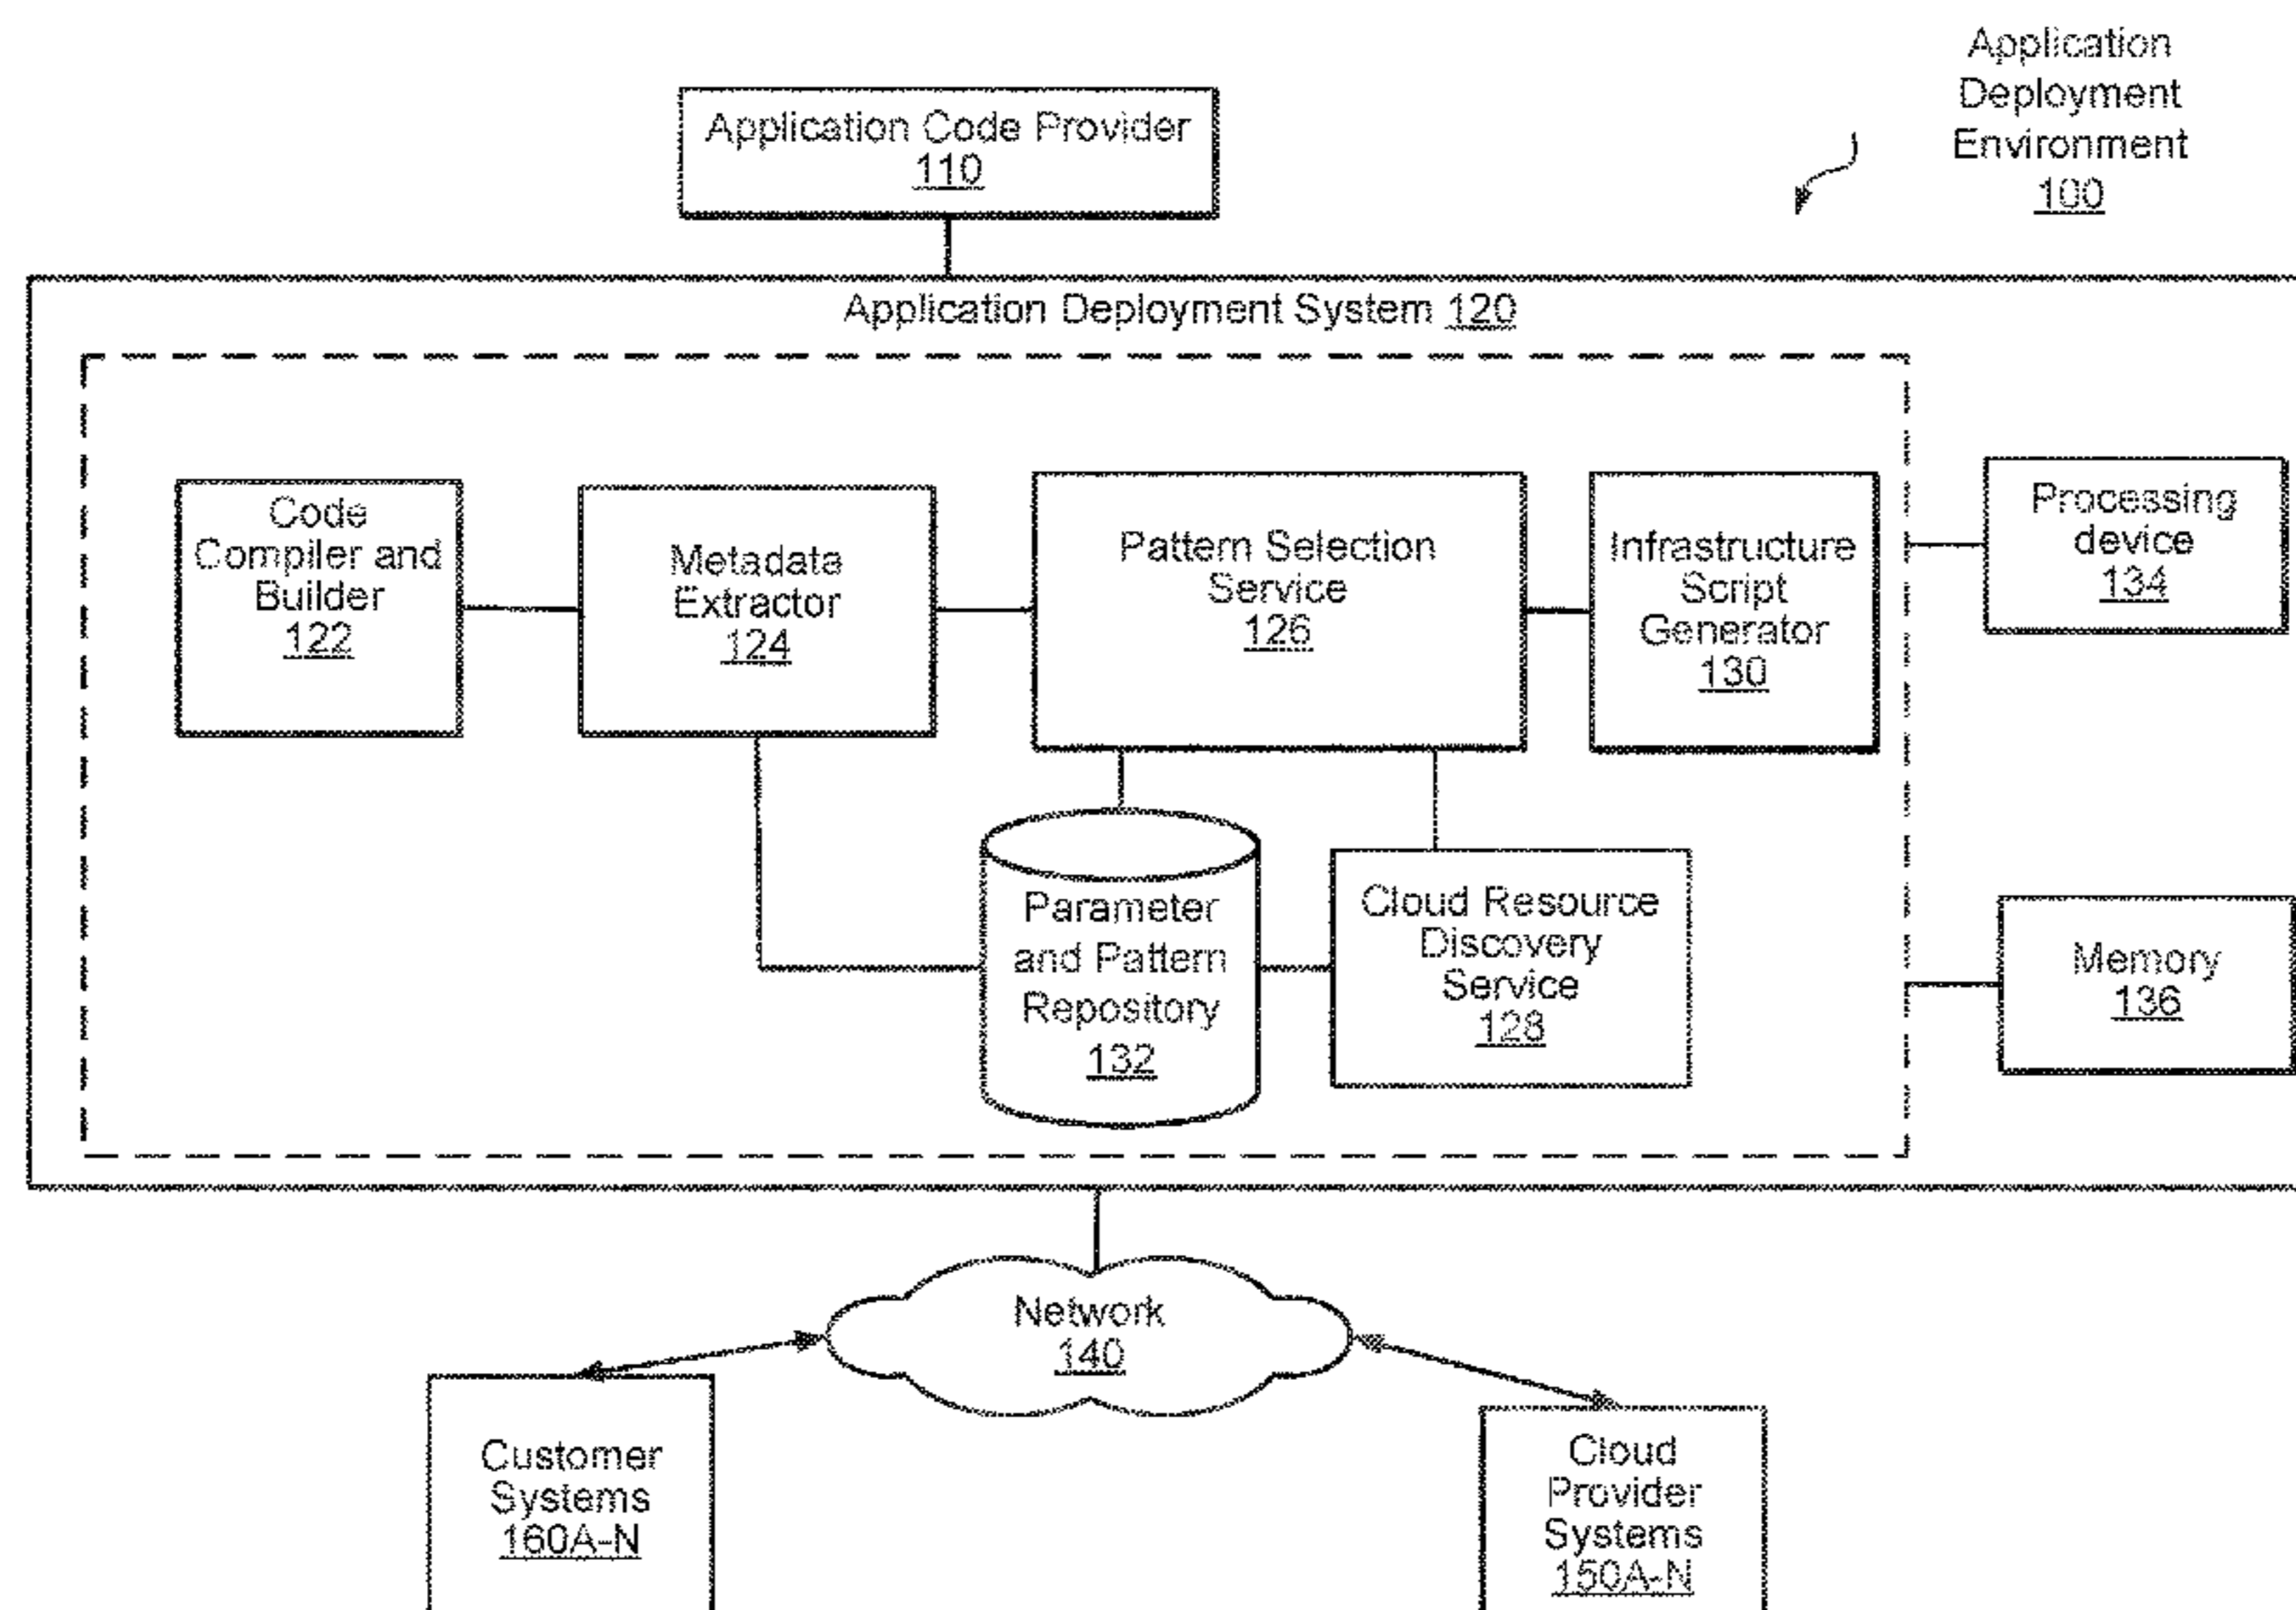 Application
Deployment
Environment
100
Application Code Provider
110
Application Deployment System 120
Code
Compiler and
Builder
122
Metadata
Extractor
124
Pattern Selection
Service
126
Infrastructure
Script
Generator
130
Processing
device
134
Parameter
and Pattern
Repository
132
Cloud Resource
Discovery
Service
128
Memory
136
Network
140
Customer
Systems
160A-N
Cloud
Provider
Systems
150A-N